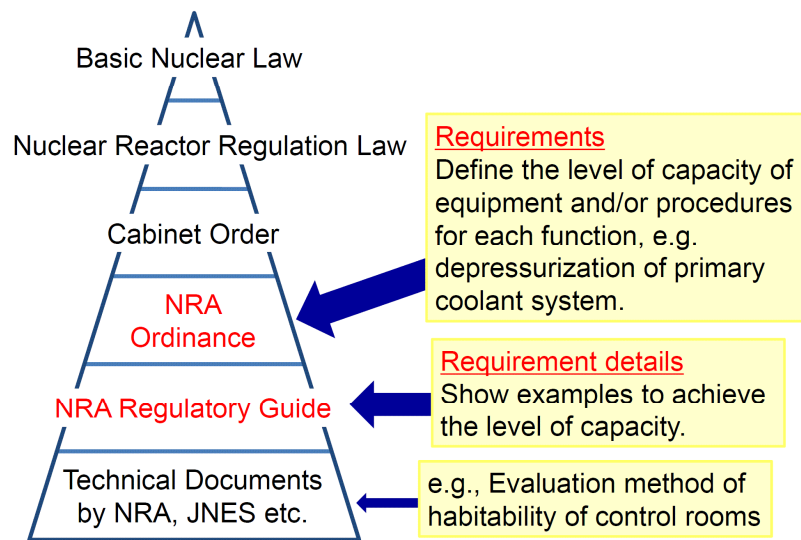 Basic Nuclear Law
Nuclear Reactor Regulation Law
Cabinet Order
NRA
Ordinance
NRA Regulatory Guide
Technical Documents
by NRA, JNES etc.
Requirements
Define the level of capacity of
equipment and/or procedures
for each function, e.g.
depressurization of primary
coolant system.
Requirement details
Show examples to achieve
the level of capacity.
e.g., Evaluation method of
habitability of control rooms